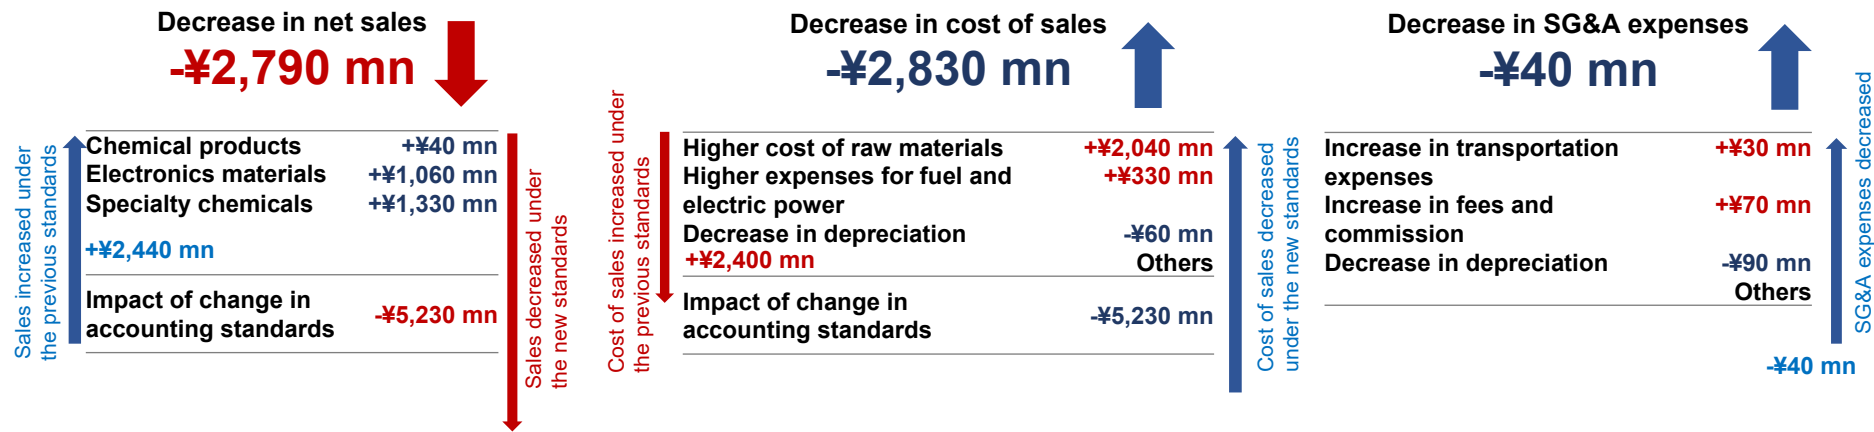 Decrease in net sales
-¥2,790 mn
Sales increased under
the previous standards
Chemical products +¥40 mn
Electronics materials +¥1,060 mn
Specialty chemicals +¥1,330 mn
+¥2,440 mn
Impact of change in
accounting standards -¥5,230 mn
Sales decreased under
the new standards
Decrease in cost of sales
-¥2,830 mn
Cost of sales increased under
the previous standards
Higher cost of raw materials +¥2,040 mn
Higher expenses for fuel and +¥330 mn
electric power
Decrease in depreciation -¥60 mn
+¥2,400 mn Others
Impact of change in
accounting standards -¥5,230 mn
Cost of sales decreased
under the new standards
Decrease in SG&A expenses
-¥40 mn
Increase in transportation +¥30 mn
expenses
Increase in fees and +¥70 mn
commission
Decrease in depreciation -¥90 mn
Others
SG&A expenses decreased
-¥40 mn